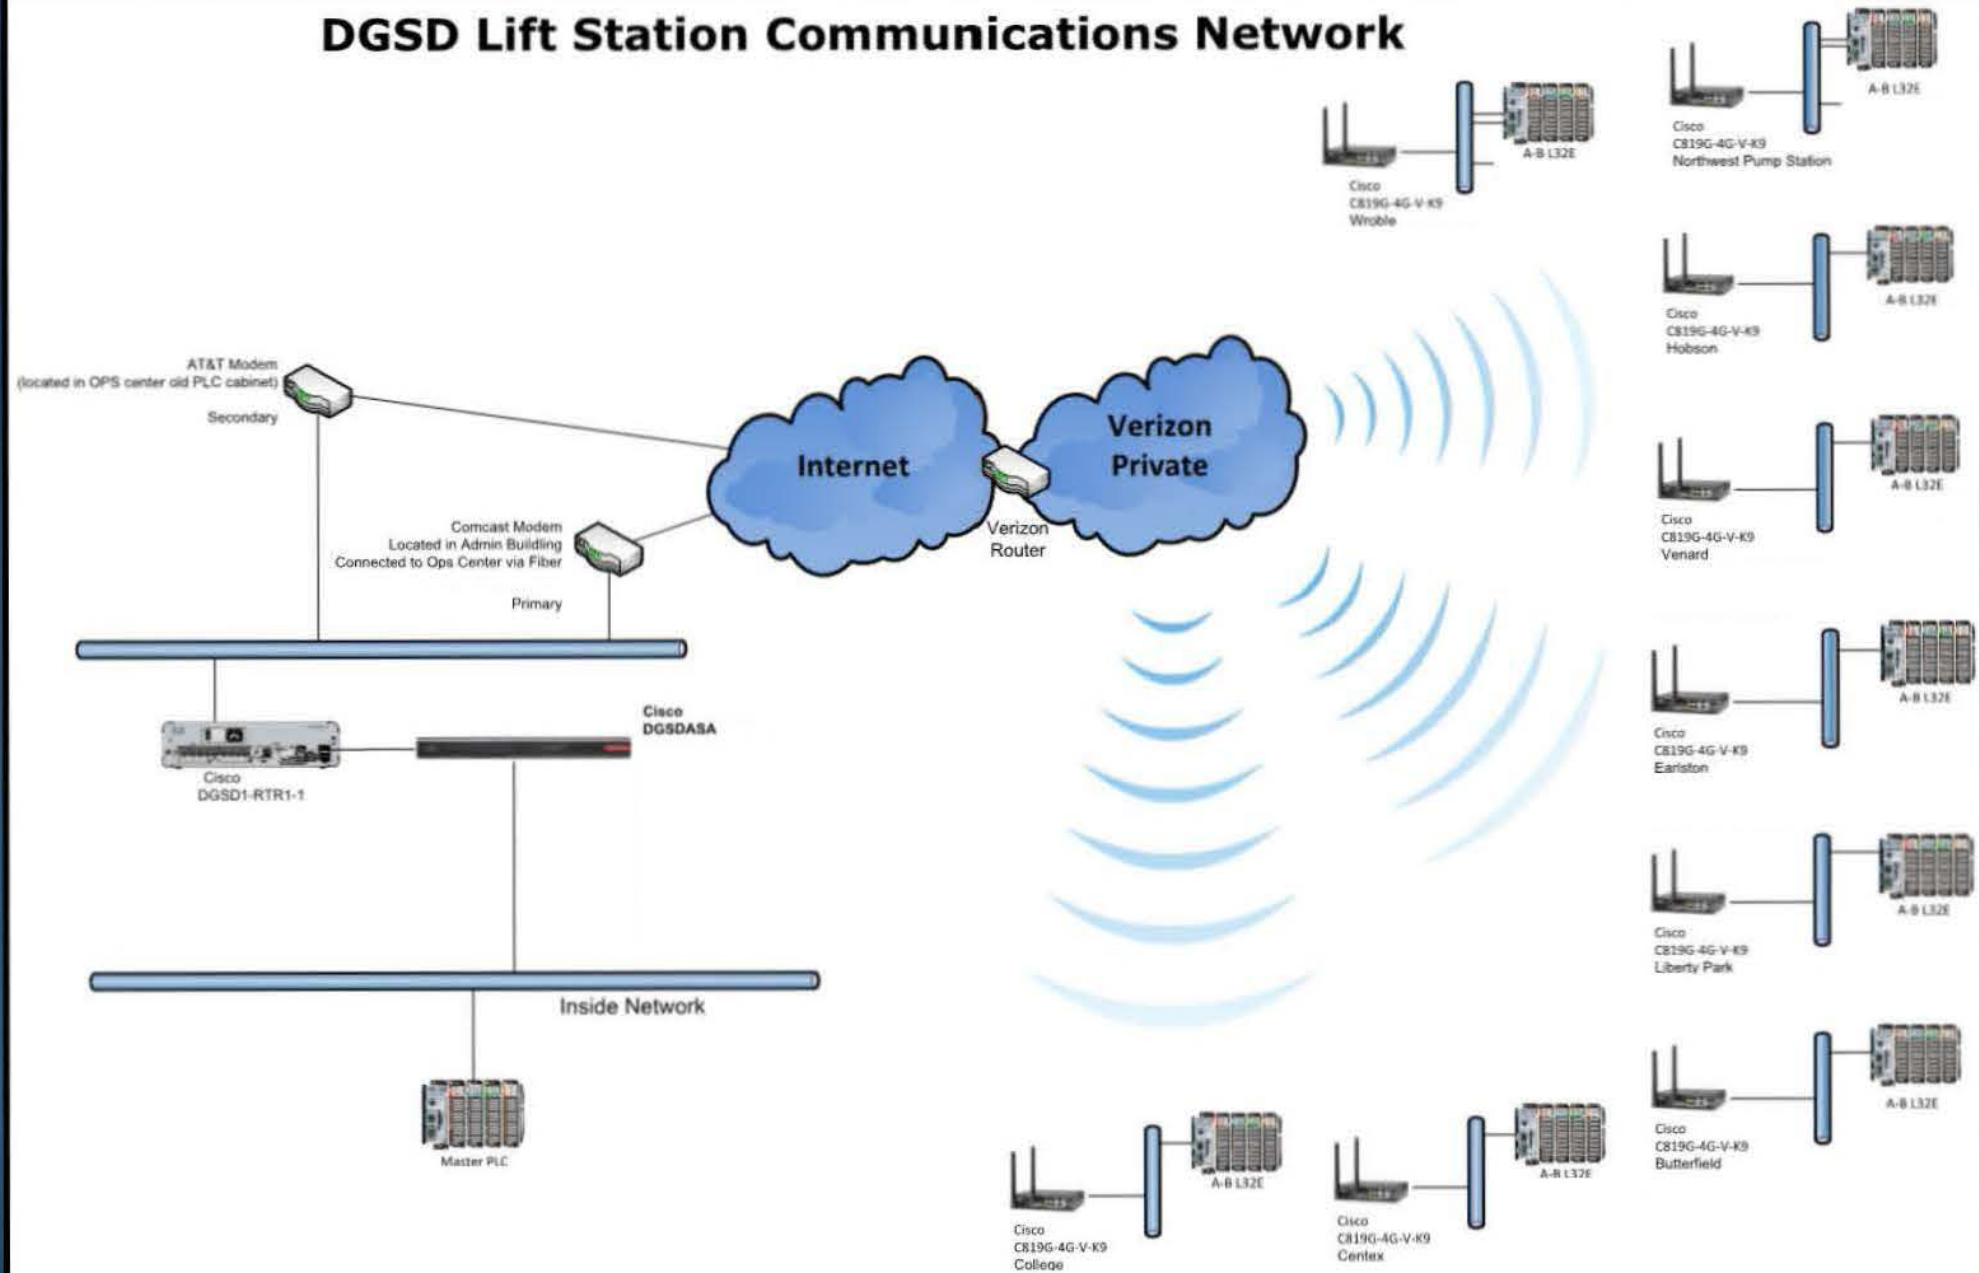 DGSD Lift Station Communications Network
A-B L32E
Cisco
C819G-4G-V-K9
Northwest Pump Station
A-B L32E
Cisco
C819G-4G-V-K9
Wroble
A-B L32E
Cisco
C819G-4G-V-K9
Hobson
AT&T Modem
(located in OPS center old PLC cabinet)
Secondary
Internet
Verizon
Private
Verizon
Router
Comcast Modem
Located in Admin Buildling
Connected to Ops Center via Fiber
Primary
A-B L32E
Cisco
C819G-4G-V-K9
Venard
A-B L32E
Cisco
C819G-4G-V-K9
Earlston
Cisco
DGSDASA
Cisco
DGSD1-RTR1-1
A-B L32E
Cisco
C819G-4G-V-K9
Liberty Park
Inside Network
Master PLC
A-B L32E
Cisco
C819G-4G-V-K9
Butterfield
A-B L32E
Cisco
C819G-4G-V-K9
College
A-B L32E
Cisco
C819G-4G-V-K9
Centex